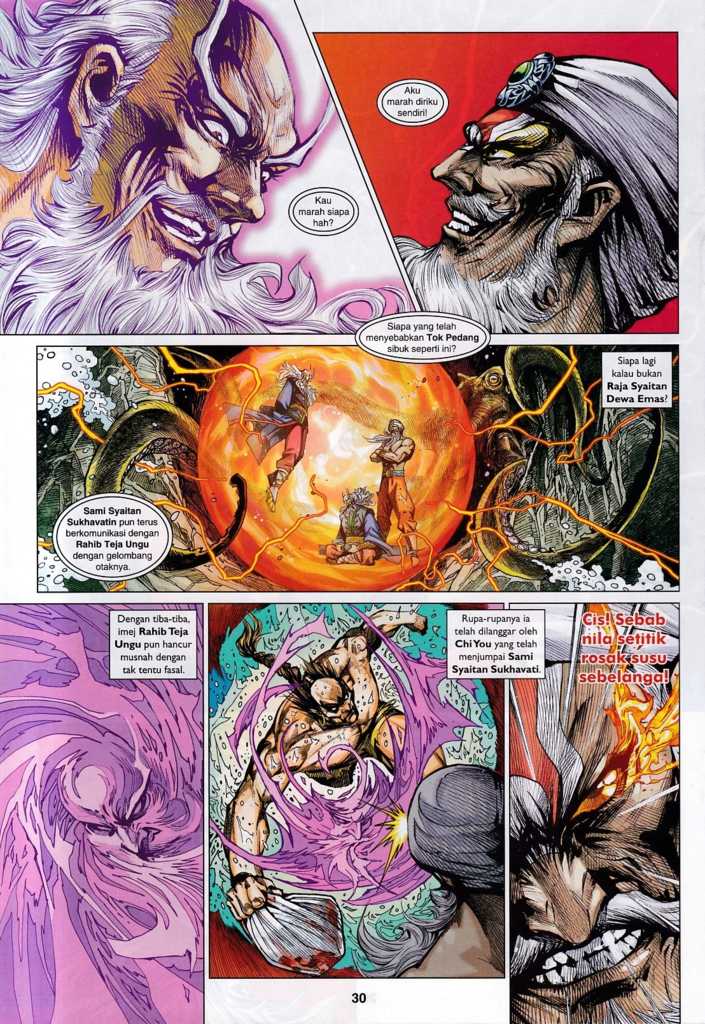 Kau
marah siapa
hah?
Aku
marah diriku
sendiri!
Siapa yang telah
menyebabkan Tok Pedang
sibuk seperti ini?
Siapa lagi
kalau bukan
Raja Syaitan
Dewa Emas?
Sami Syaitan
Sukhavatin pun terus
berkomunikasi dengan
Rahib Teja Ungu
dengan gelombang
otaknya.
Dengan tiba-tiba,
imej Rahib Teja
Ungu pun hancur
musnah dengan
tak tentu fasal.
Rupa-rupanya ia
telah dilanggar oleh
Chi You yang telah
menjumpai Sami
Syaitan Sukhavati.
Cis! Sebab
nila setitik
rosak susu
sebelanga!
30